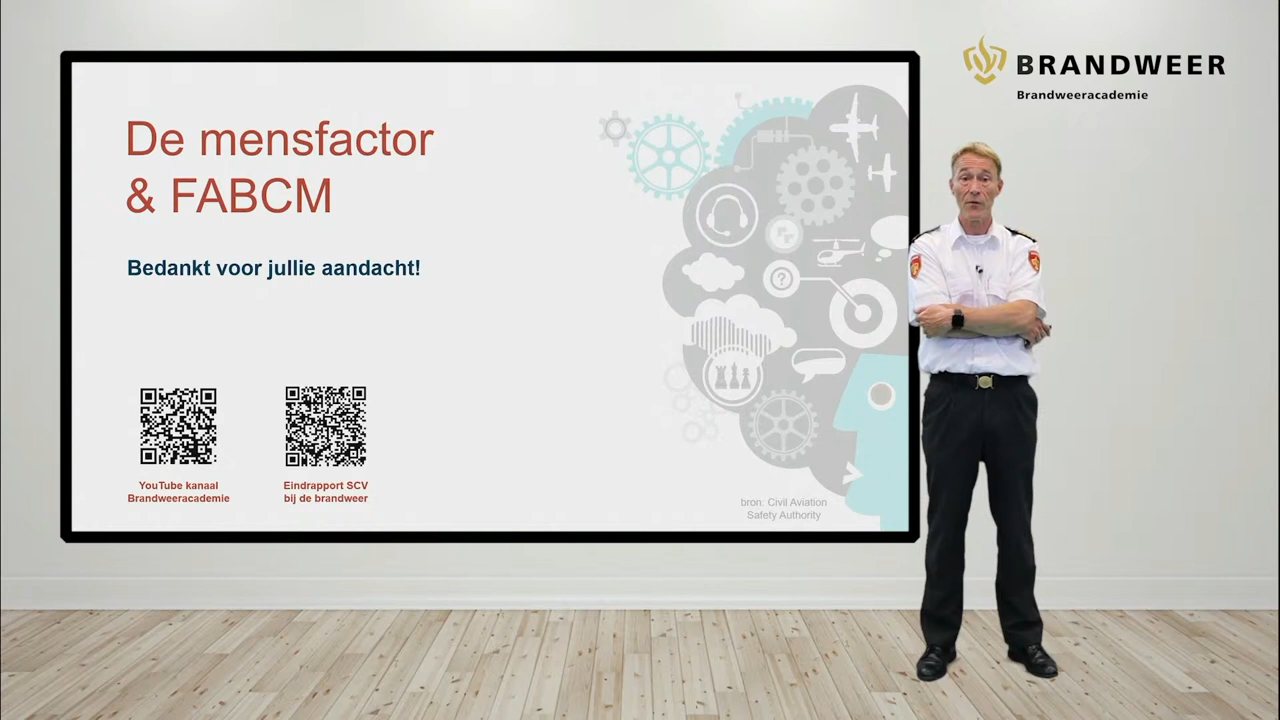 De mensfactor
& FABCM
Bedankt voor jullie aandacht!
YouTube kanaal
Brandweeracademie
Eindrapport SCV
bij de brandweer
bron: Civil Aviation
Safety Authority
BRANDWEER
Brandweeracademie
?